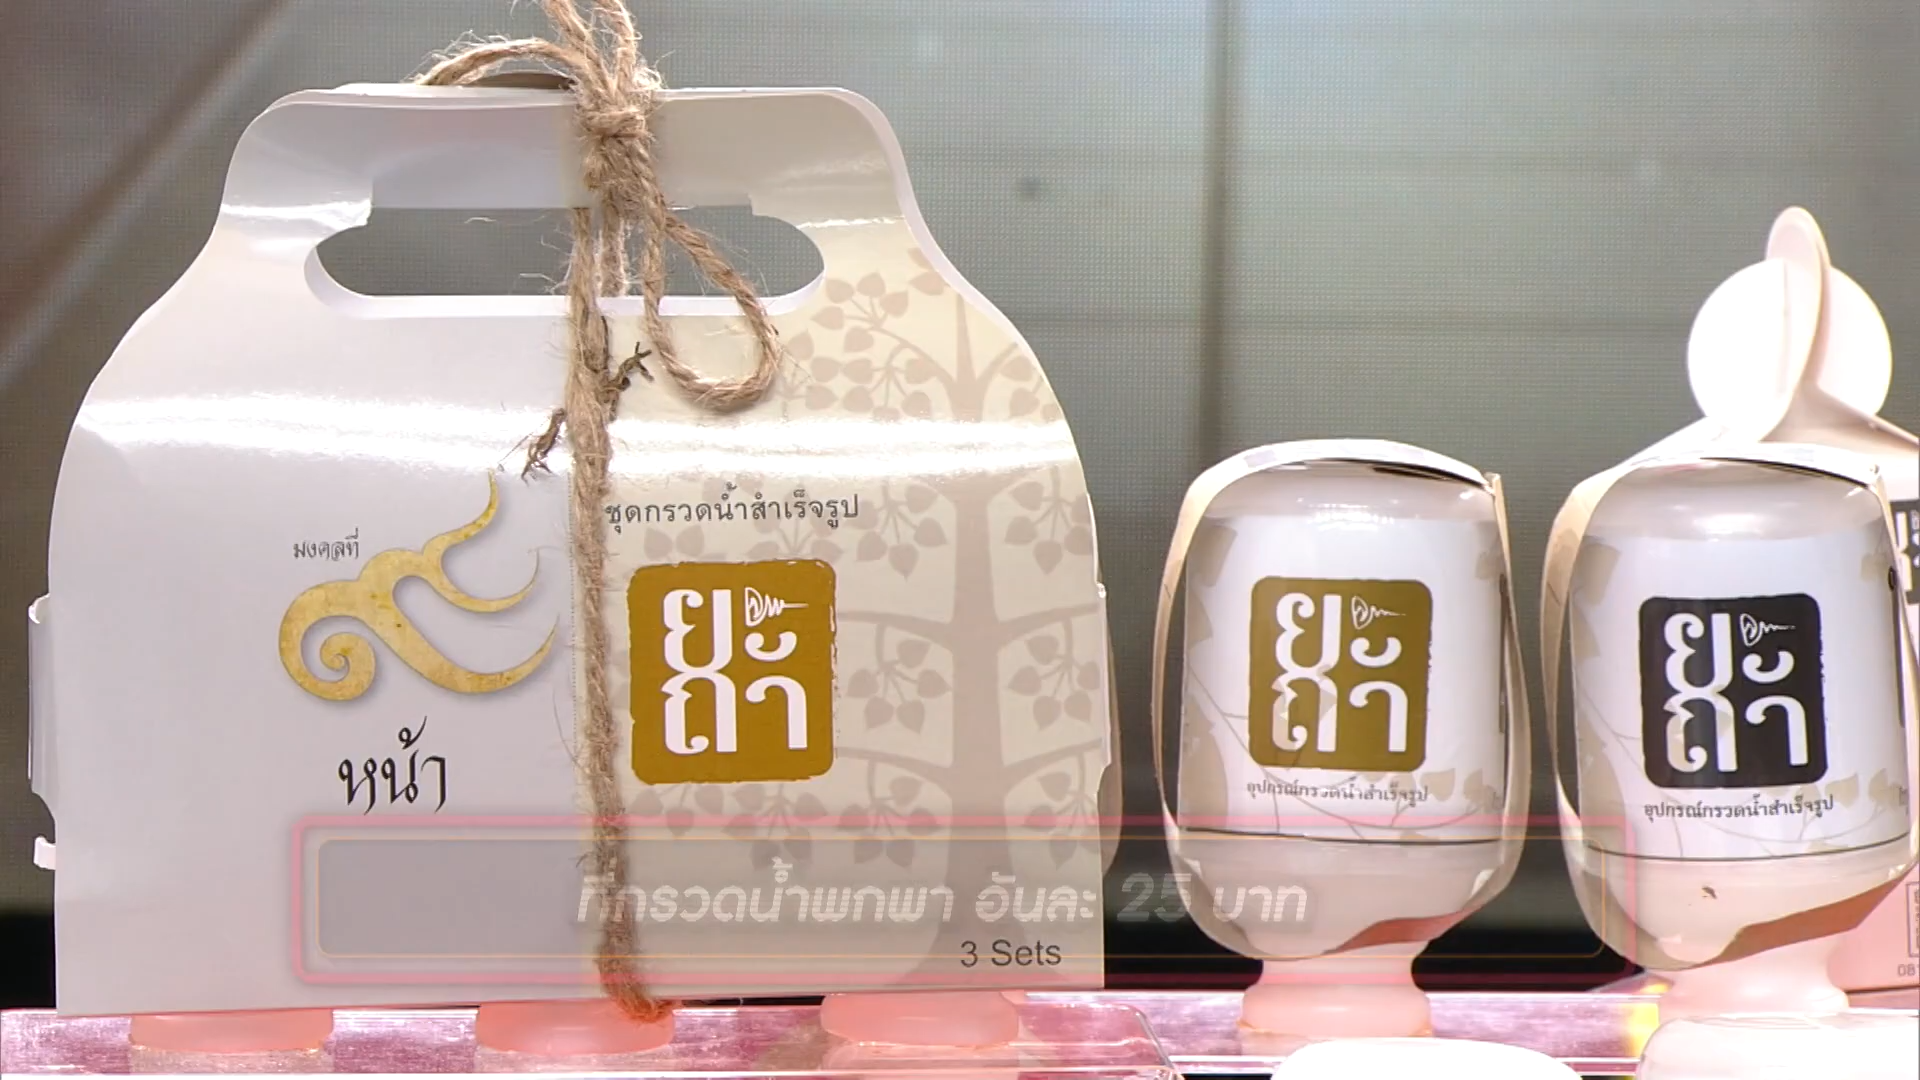 มงคลที่
๙
หน้า
ชุดกรวดน้ำสำเร็จรูป
ยะ
ถา
3 Sets
ยะ
ถา
อุปกรณ์กรวดน้ำสำเร็จรูป
ยะ
ถา
อุปกรณ์กรวดน้ำสำเร็จรูป
ที่กรวดน้ำพกพา อันละ 25 บาท